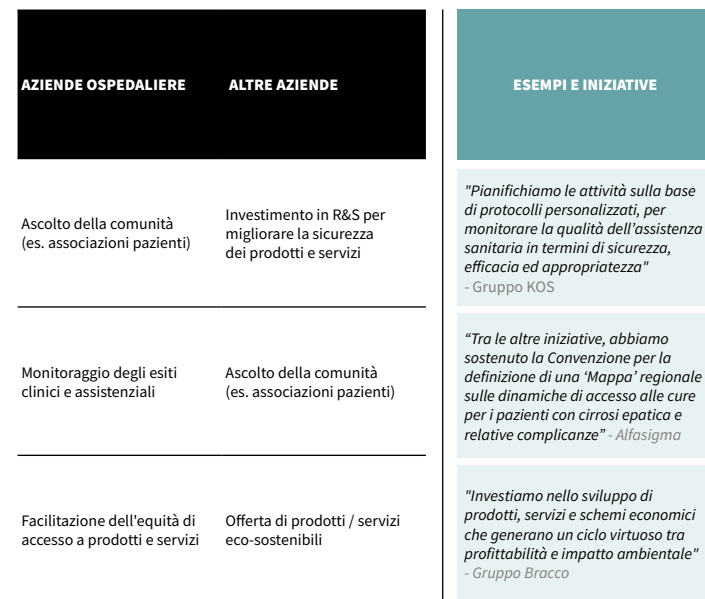 AZIENDE OSPEDALIERE
ALTRE AZIENDE
ESEMPI E INIZIATIVE
Ascolto della comunità
(es. associazioni pazienti)
Investimento in R&S per
migliorare la sicurezza
dei prodotti e servizi
"Pianifichiamo le attività sulla base
di protocolli personalizzati, per
monitorare la qualità dell'assistenza
sanitaria in termini di sicurezza,
efficacia ed appropriatezza"
- Gruppo KOS
Monitoraggio degli esiti
clinici e assistenziali
Ascolto della comunità
(es. associazioni pazienti)
“Tra le altre iniziative, abbiamo
sostenuto la Convenzione per la
definizione di una ‘Mappa’ regionale
sulle dinamiche di accesso alle cure
per i pazienti con cirrosi epatica e
relative complicanze” - Alfasigma
Facilitazione dell'equità di
accesso a prodotti e servizi
Offerta di prodotti / servizi
eco-sostenibili
"Investiamo nello sviluppo di
prodotti, servizi e schemi economici
che generano un ciclo virtuoso tra
profittabilità e impatto ambientale"
- Gruppo Bracco